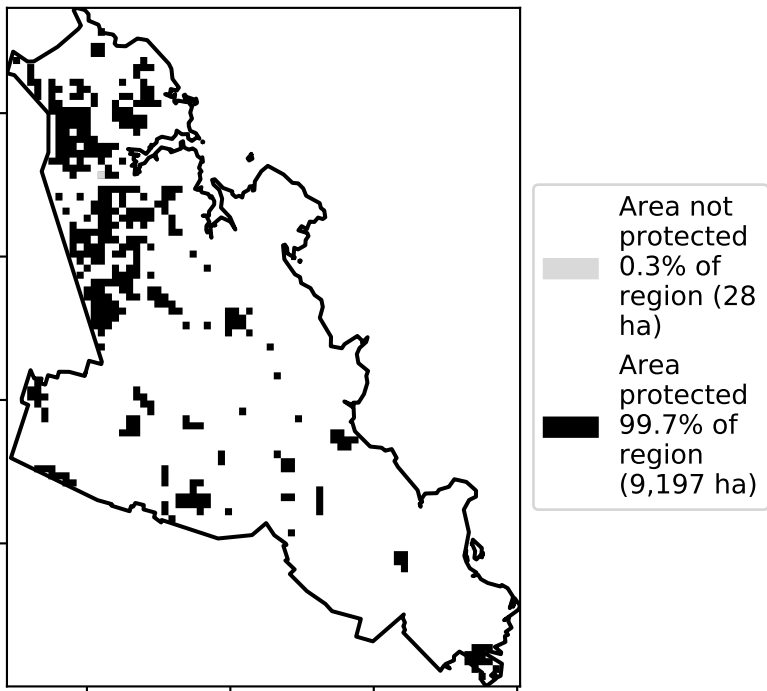 Area not
protected
0.3% of
region (28
ha)
Area
protected
99.7% of
region
(9,197 ha)